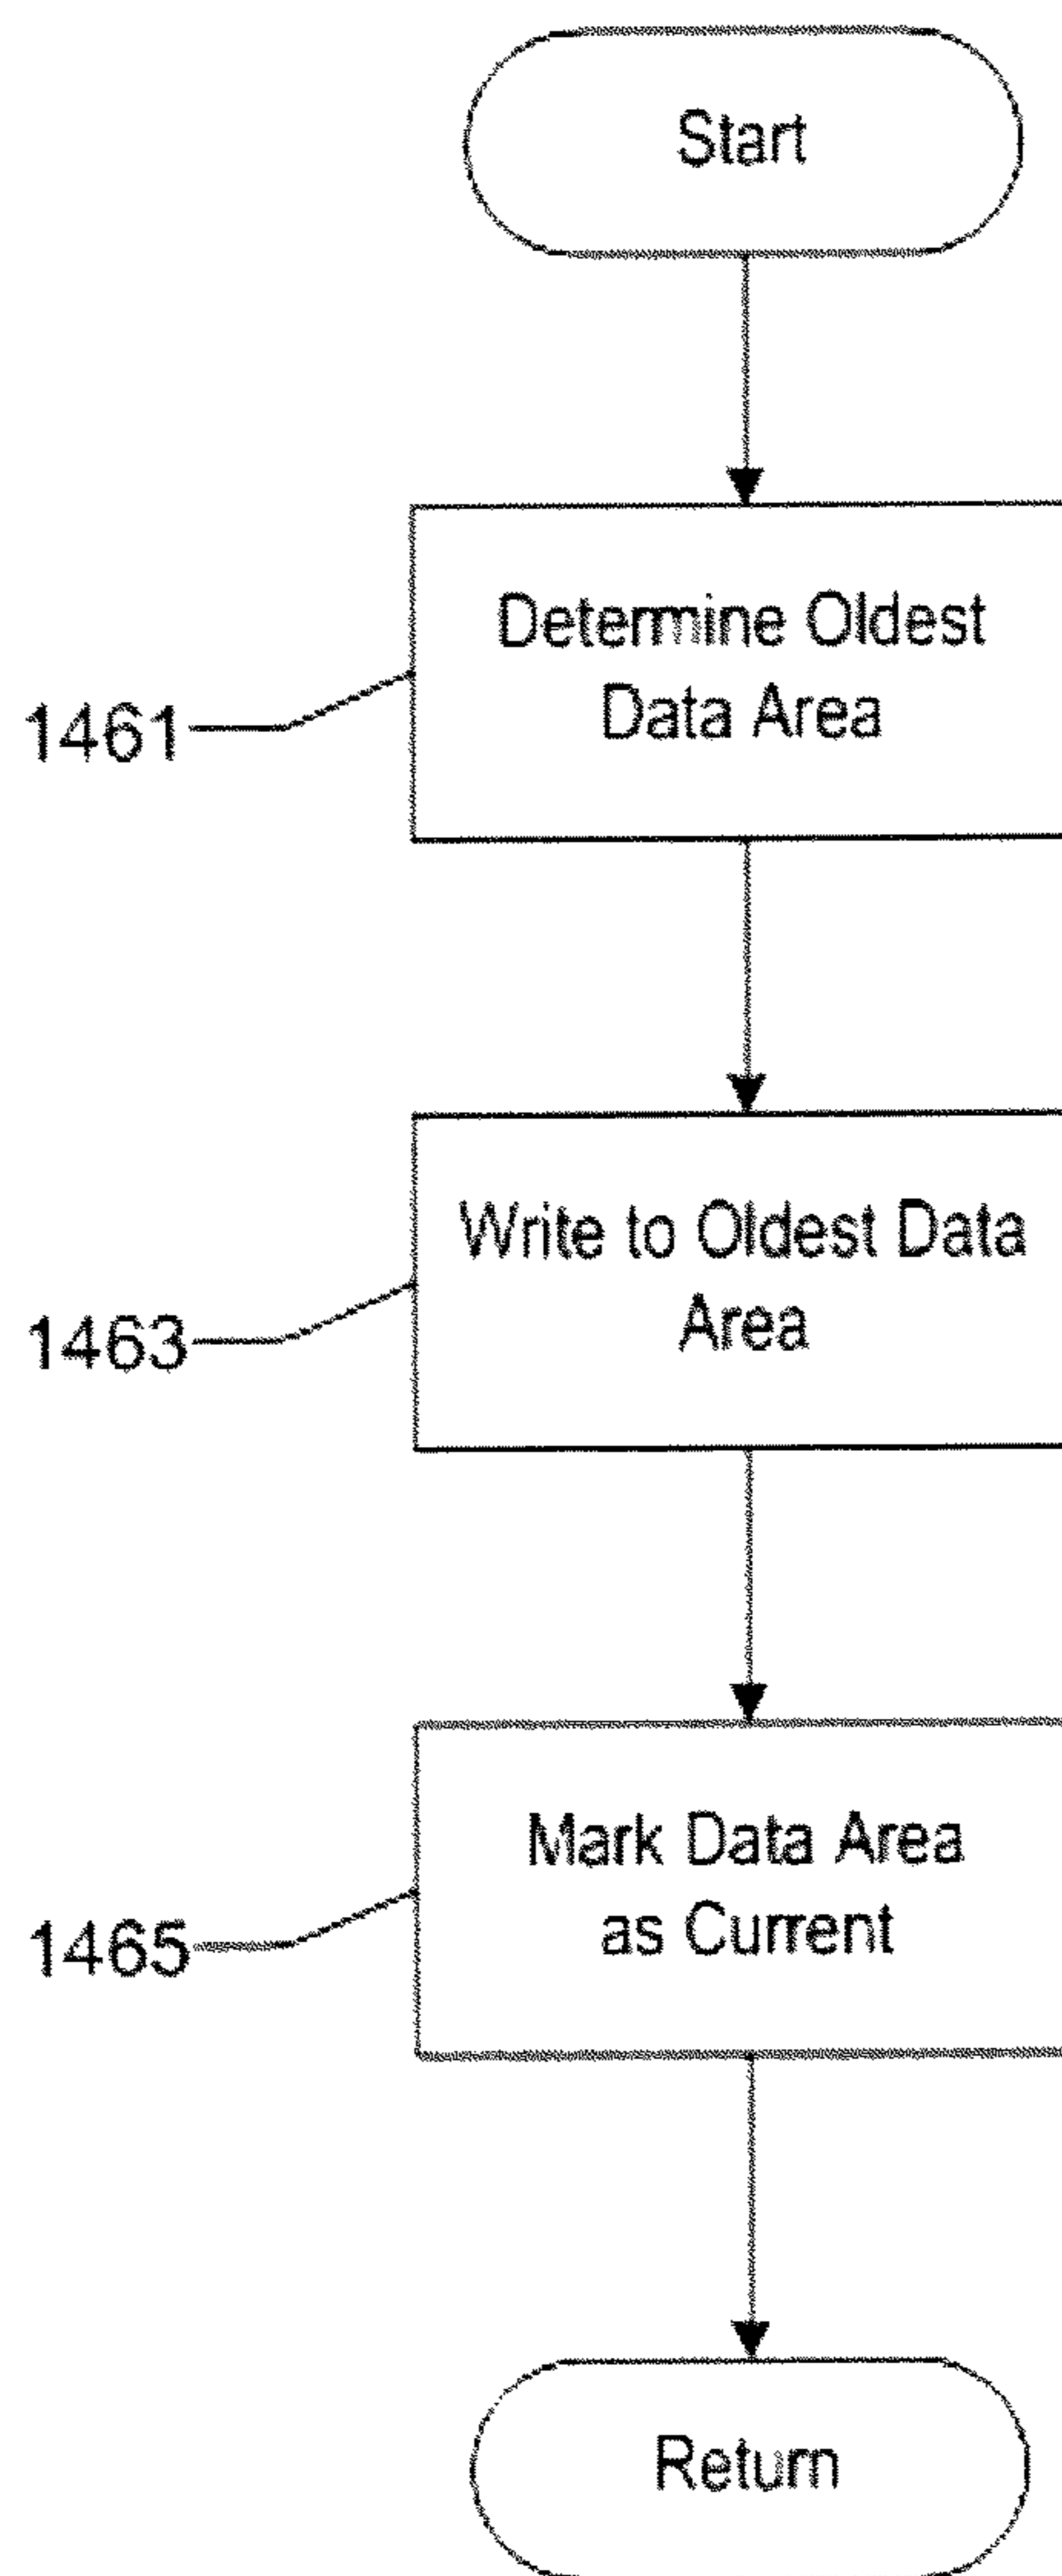 Start
Determine Oldest
Data Area
1461
Write to Oldest Data
Area
1463
Mark Data Area
as Current
1465
Return